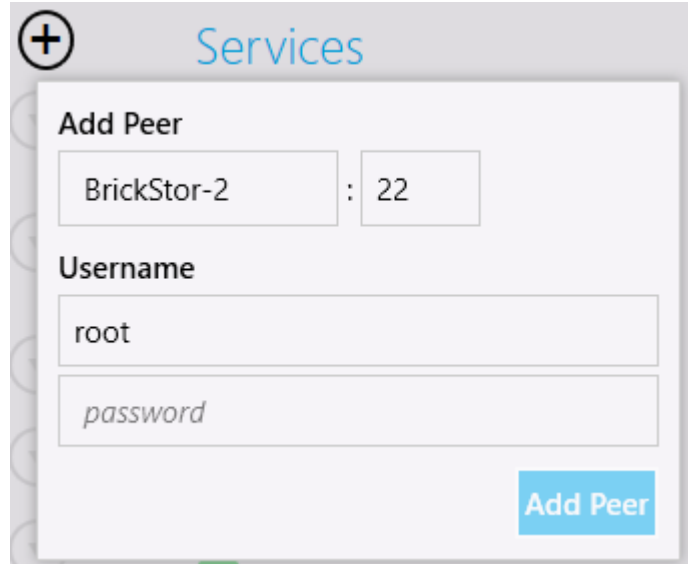 Services
Add Peer
BrickStor-2 : 22
Username
root
password
Add Peer